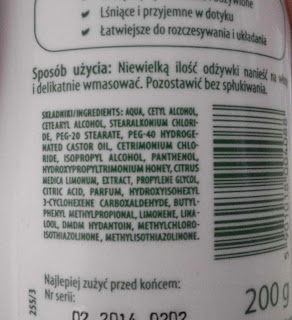 Lśniące i przyjemne w dotyku
Łatwiejsze do rozczesywania i układania
Sposób użycia: Niewielką ilość odżywki nanieść na
i delikatnie wmasować. Pozostawić bez spłukiwania.
SKŁADNIKI/INGREDIENTS: AQUA, CETYL ALCOHOL,
CETEARYL ALCOHOL, STEARALKONIUM CHLORI-
DE, PEG-20 STEARATE, PEG-40 HYDROGE-
NATED CASTOR OIL, CETRIMONIUM CHLO-
RIDE, ISOPROPYL ALCOHOL, PANTHENOL,
HYDROXYPROPYLTRIMONIUM HONEY, CITRUS
MEDICA LIMONUM, EXTRACT, PROPYLENE GLYCOL,
CITRIC ACID, PARFUM, HYDROXYISOHEXYL
3-CYCLOHEXENE CARBOXALDEHYDE, BUTYL-
PHENYL METHYLPROPIONAL, LIMONENE, LINA-
LOOL, DMDM HYDANTOIN, METHYLCHLORO-
ISOTHIAZOLINONE, METHYLISOTHIAZOLINONE.
Najlepiej zużyć przed końcem:
Nr serii:
200 g
255/3
02 2016 0202